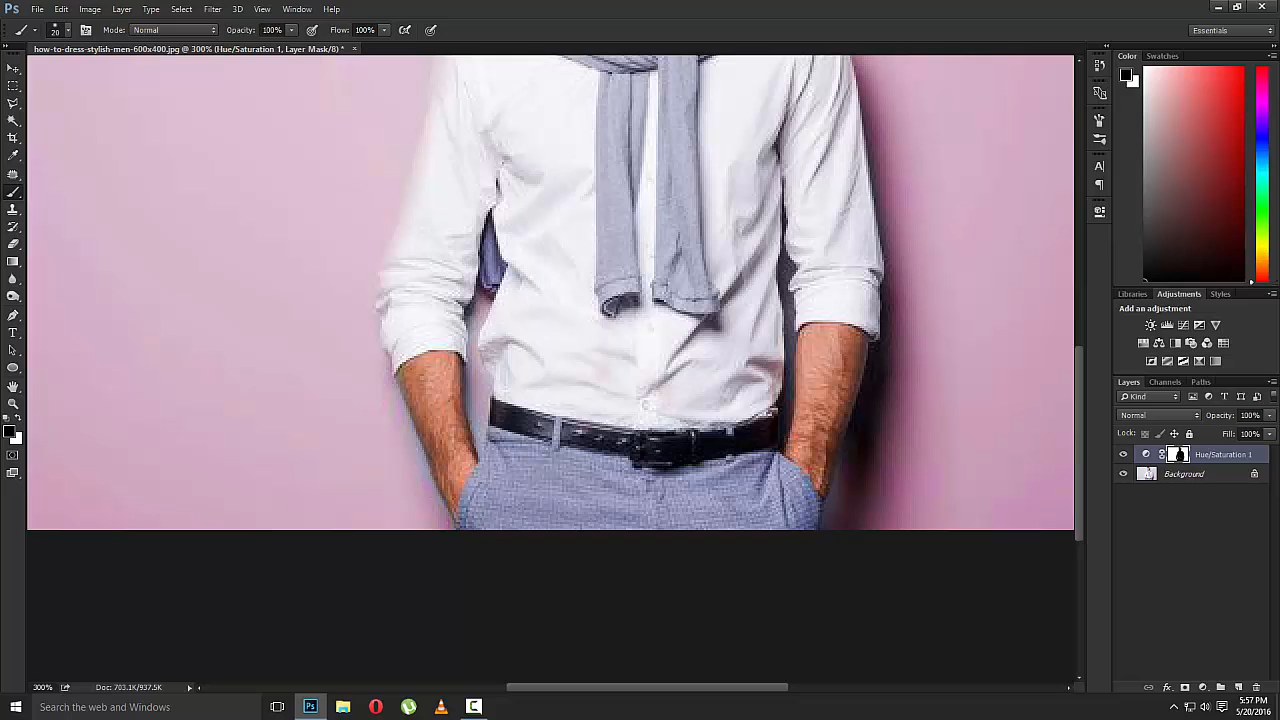 Ps File Edit Image Layer Type Select Filter 3D View Window Help
20 Mode: Normal Opacity: 100% Flow: 100% Essentials
how-to-dress-stylish-men-600x400.jpg @ 300% (Hue/Saturation 1, Layer Mask/8) * ×
Color Swatches
Libraries Adjustments Styles
Add an adjustment
Layers Channels Paths
Kind
Normal Opacity: 100%
Lock: Fill: 100%
Hue/Saturation 1
Background
300% Doc: 703.1K/937.5K
Search the web and Windows
5:57 PM
5/20/2016